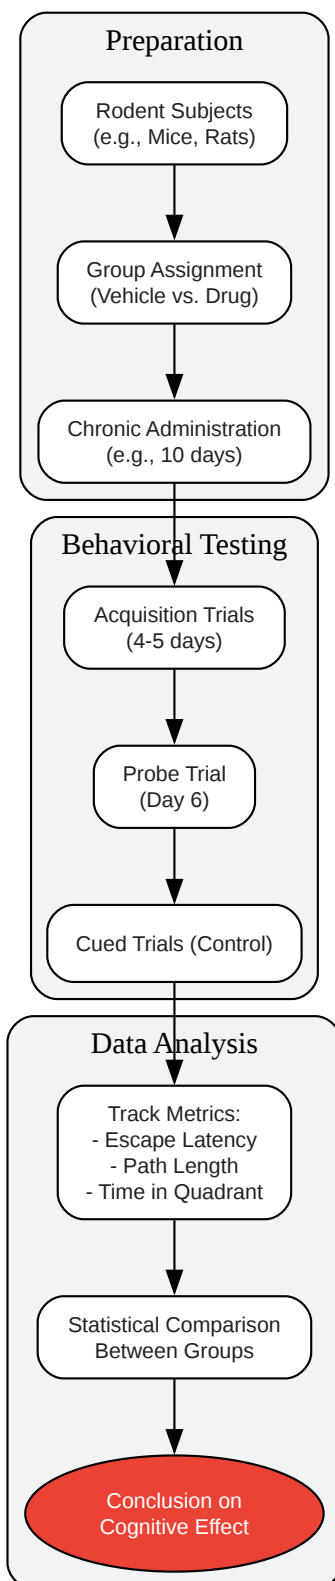 Preparation
Rodent Subjects
(e.g., Mice, Rats)
Group Assignment
(Vehicle vs. Drug)
Chronic Administration
(e.g., 10 days)
Behavioral Testing
Acquisition Trials
(4-5 days)
Probe Trial
(Day 6)
Cued Trials (Control)
Data Analysis
Track Metrics:
- Escape Latency
- Path Length
- Time in Quadrant
Statistical Comparison
Between Groups
Conclusion on
Cognitive Effect